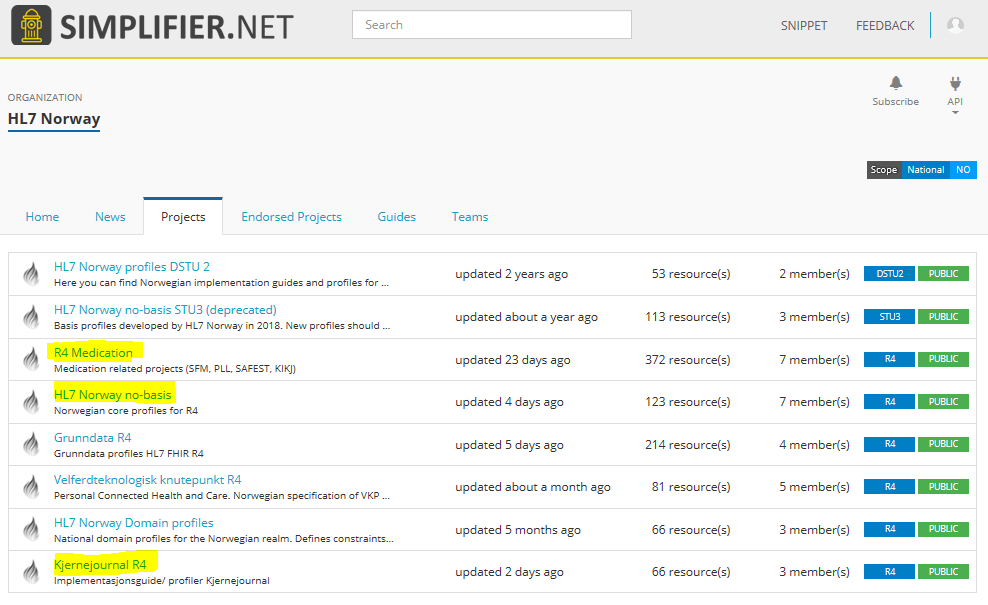 SIMPLIFIER.NET
Search
SNIPPET
FEEDBACK
Subscribe
API
ORGANIZATION
HL7 Norway
Scope National NO
Home
News
Projects
Endorsed Projects
Guides
Teams
HL7 Norway profiles DSTU 2
Here you can find Norwegian implementation guides and profiles for ...
updated 2 years ago
53 resource(s)
2 member(s)
DSTU2
PUBLIC
HL7 Norway no-basis STU3 (deprecated)
Basis profiles developed by HL7 Norway in 2018. New profiles should ...
updated about a year ago
113 resource(s)
3 member(s)
STU3
PUBLIC
R4 Medication
Medication related projects (SFM, PLL, SAFEST, KIKJ)
updated 23 days ago
372 resource(s)
7 member(s)
R4
PUBLIC
HL7 Norway no-basis
Norwegian core profiles for R4
updated 4 days ago
123 resource(s)
7 member(s)
R4
PUBLIC
Grunndata R4
Grunndata profiles HL7 FHIR R4
updated 5 days ago
214 resource(s)
4 member(s)
R4
PUBLIC
Velferdteknologisk knutepunkt R4
Personal Connected Health and Care. Norwegian specification of VKP ...
updated about a month ago
81 resource(s)
5 member(s)
R4
PUBLIC
HL7 Norway Domain profiles
National domain profiles for the Norwegian realm. Defines constraints...
updated 5 months ago
66 resource(s)
3 member(s)
R4
PUBLIC
Kjernejournal R4
Implementasjonsguide/ profiler Kjernejournal
updated 2 days ago
66 resource(s)
3 member(s)
R4
PUBLIC